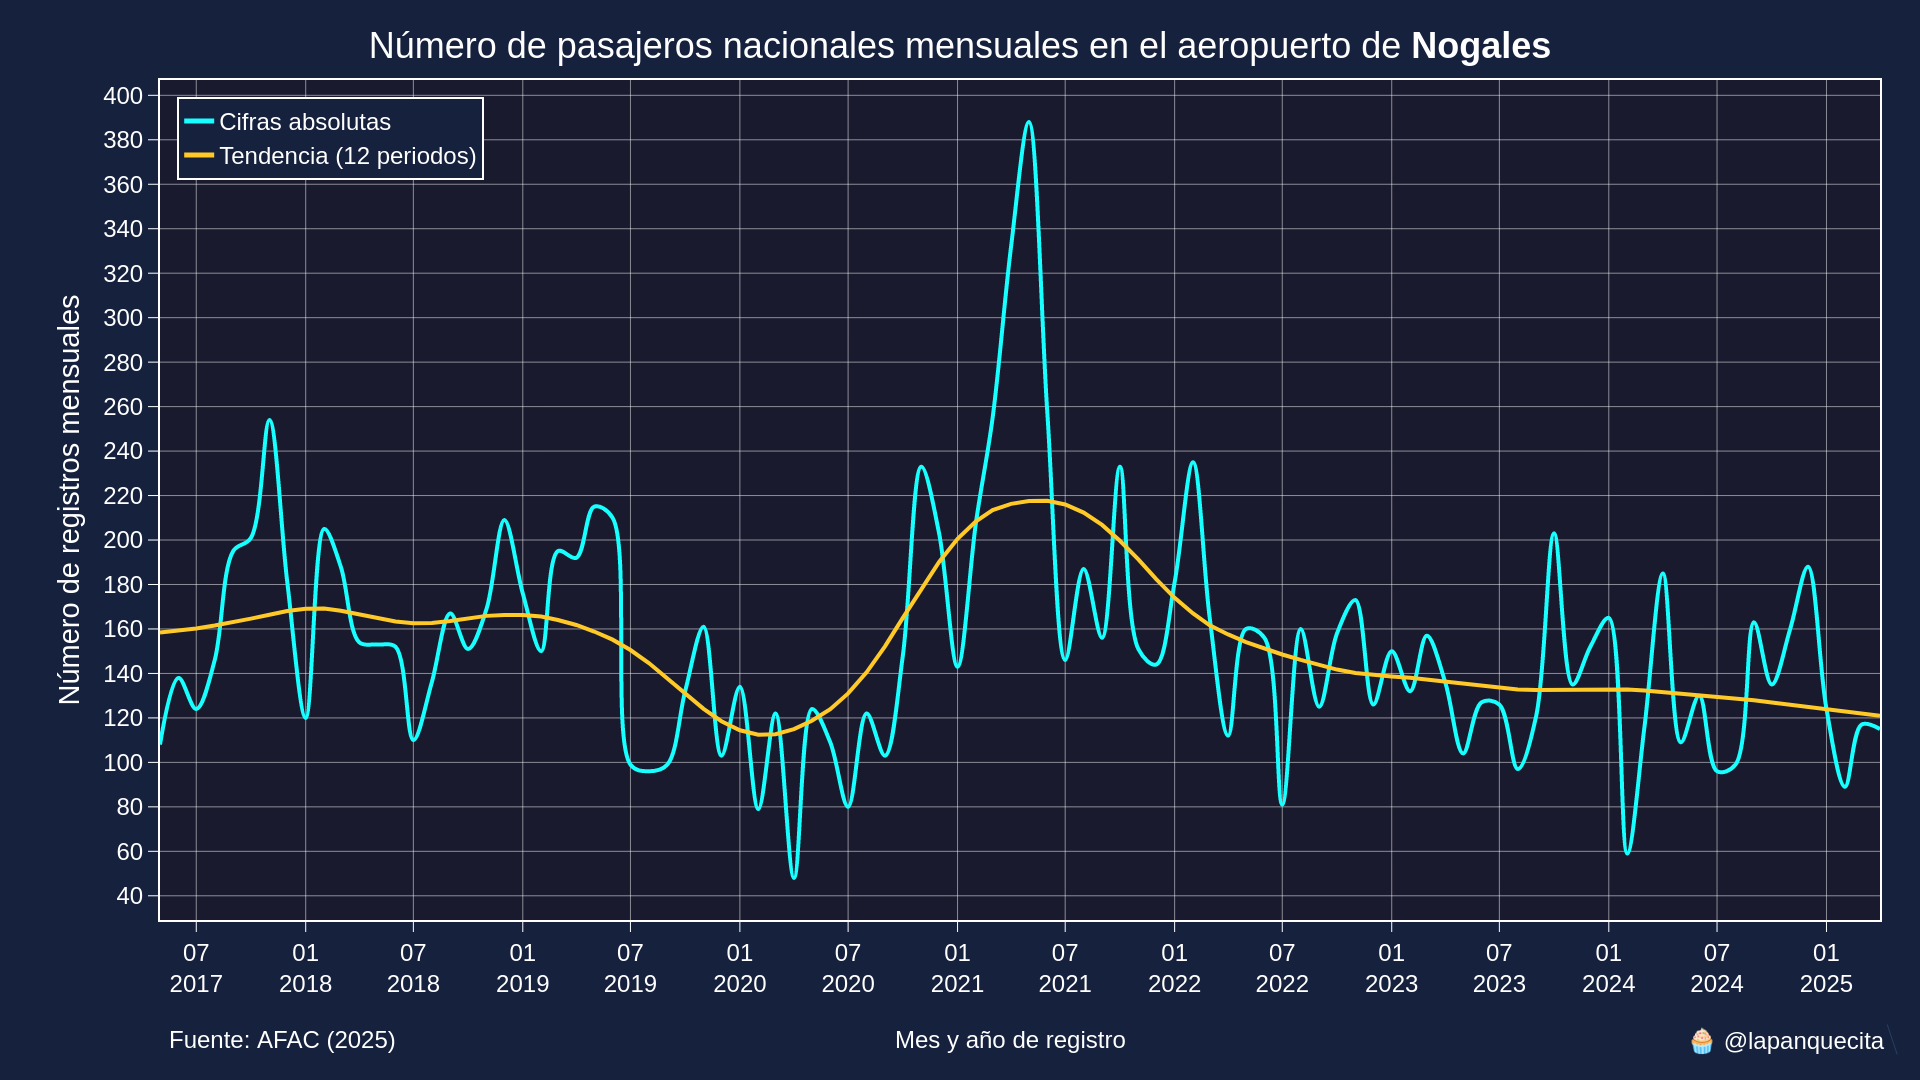 Número de pasajeros nacionales mensuales en el aeropuerto de Nogales
Cifras absolutas
Tendencia (12 periodos)
Número de registros mensuales
400
380
360
340
320
300
280
260
240
220
200
180
160
140
120
100
80
60
40
07 01 07 01 07 01 07 01 07 01 07 01 07 01 07 01
2017 2018 2018 2019 2019 2020 2020 2021 2021 2022 2022 2023 2023 2024 2024 2025
Fuente: AFAC (2025)
Mes y año de registro
🧁 @lapanquecita